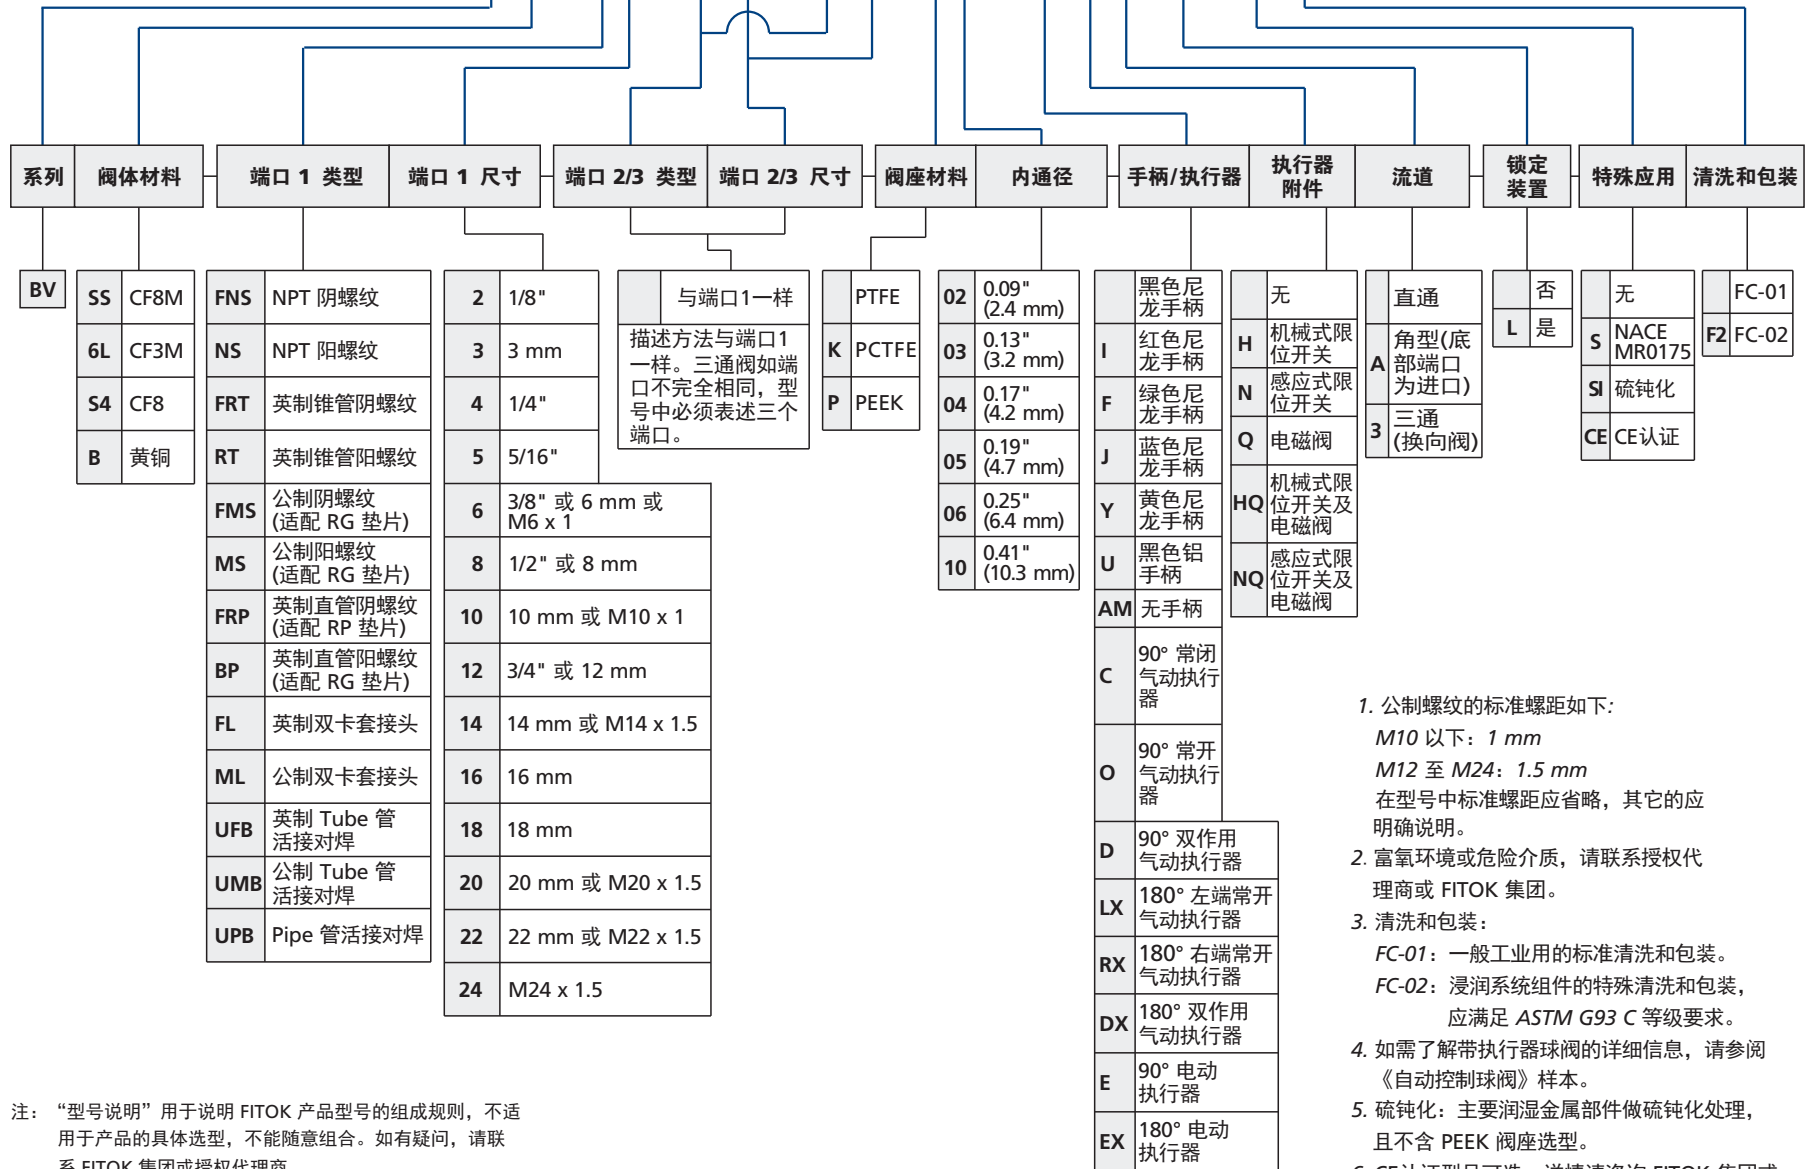 系列
阀体材料
端口 1 类型
端口 1 尺寸
端口 2/3 类型
端口 2/3 尺寸
阀座材料
内通径
手柄/执行器
执行器
附件
流道
锁定
装置
特殊应用
清洗和包装
BV
SS CF8M
6L CF3M
S4 CF8
B 黄铜
FNS NPT 阴螺纹
NS NPT 阳螺纹
FRT 英制锥管阴螺纹
RT 英制锥管阳螺纹
FMS 公制阴螺纹
(适配 RG 垫片)
MS 公制阳螺纹
(适配 RG 垫片)
FRP 英制直管阴螺纹
(适配 RP 垫片)
BP 英制直管阳螺纹
(适配 RG 垫片)
FL 英制双卡套接头
ML 公制双卡套接头
UFB 英制 Tube 管
活接对焊
UMB 公制 Tube 管
活接对焊
UPB Pipe 管活接对焊
2 1/8"
3 3 mm
4 1/4"
5 5/16"
6 3/8" 或 6 mm 或
M6 x 1
8 1/2" 或 8 mm
10 10 mm 或 M10 x 1
12 3/4" 或 12 mm
14 14 mm 或 M14 x 1.5
16 16 mm
18 18 mm
20 20 mm 或 M20 x 1.5
22 22 mm 或 M22 x 1.5
24 M24 x 1.5
与端口1一样
描述方法与端口1
一样。三通阀如端
口不完全相同，型
号中必须表述三个
端口。
PTFE
K PCTFE
P PEEK
02 0.09"
(2.4 mm)
03 0.13"
(3.2 mm)
04 0.17"
(4.2 mm)
05 0.19"
(4.7 mm)
06 0.25"
(6.4 mm)
10 0.41"
(10.3 mm)
黑色尼
龙手柄
I 红色尼
龙手柄
F 绿色尼
龙手柄
J 蓝色尼
龙手柄
Y 黄色尼
龙手柄
U 黑色铝
手柄
AM 无手柄
C 90° 常闭
气动执行
器
O 90° 常开
气动执行
器
D 90° 双作用
气动执行器
LX 180° 左端常开
气动执行器
RX 180° 右端常开
气动执行器
DX 180° 双作用
气动执行器
E 90° 电动
执行器
EX 180° 电动
执行器
无
H 机械式限
位开关
N 感应式限
位开关
Q 电磁阀
HQ 机械式限
位开关及
电磁阀
NQ 感应式限
位开关及
电磁阀
直通
A 角型(底
部端口
为进口)
3 三通
(换向阀)
否
L 是
无
S NACE
MR0175
SI 硫钝化
CE CE认证
FC-01
F2 FC-02
1. 公制螺纹的标准螺距如下:
M10 以下：1 mm
M12 至 M24：1.5 mm
在型号中标准螺距应省略，其它的应
明确说明。
2. 富氧环境或危险介质，请联系授权代
理商或 FITOK 集团。
3. 清洗和包装：
FC-01：一般工业用的标准清洗和包装。
FC-02：浸润系统组件的特殊清洗和包装，
应满足 ASTM G93 C 等级要求。
4. 如需了解带执行器球阀的详细信息，请参阅
《自动控制球阀》样本。
5. 硫钝化：主要润湿金属部件做硫钝化处理，
且不含 PEEK 阀座选型。
6. CE认证型号可选，详情请咨询 FITOK 集团或
注：“型号说明”用于说明 FITOK 产品型号的组成规则，不适
用于产品的具体选型，不能随意组合。如有疑问，请联
系 FITOK 集团或授权代理商